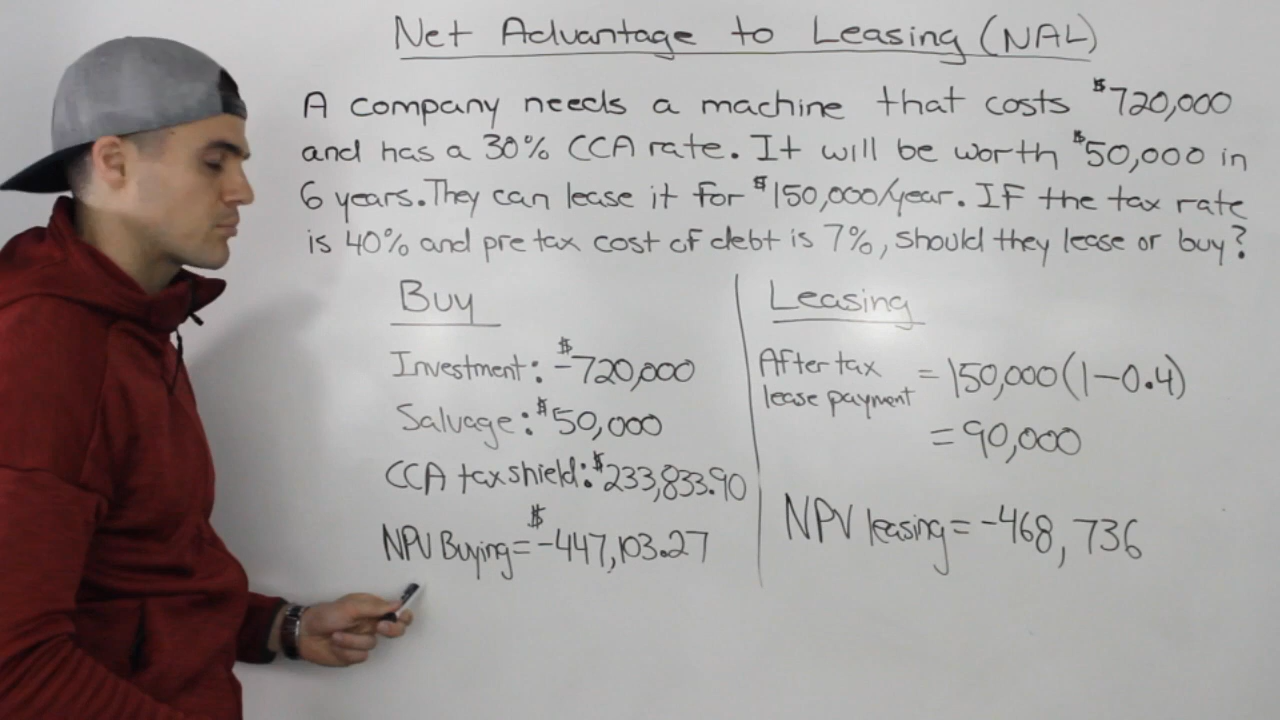 Net Advantage to Leasing (NAL)
A company needs a machine that costs $720,000
and has a 30% CCA rate. It will be worth $50,000 in
6 years. They can lease it for $150,000/year. IF the tax rate
is 40% and pre tax cost of debt is 7%, should they lease or buy?
Buy
Investment: $-720,000
Salvage: $50,000
CCA tax shield: $233,833.90
NPV Buying = $-447,103.27
Leasing
After tax = 150,000(1-0.4)
lease payment
= 90,000
NPV leasing = -468,736